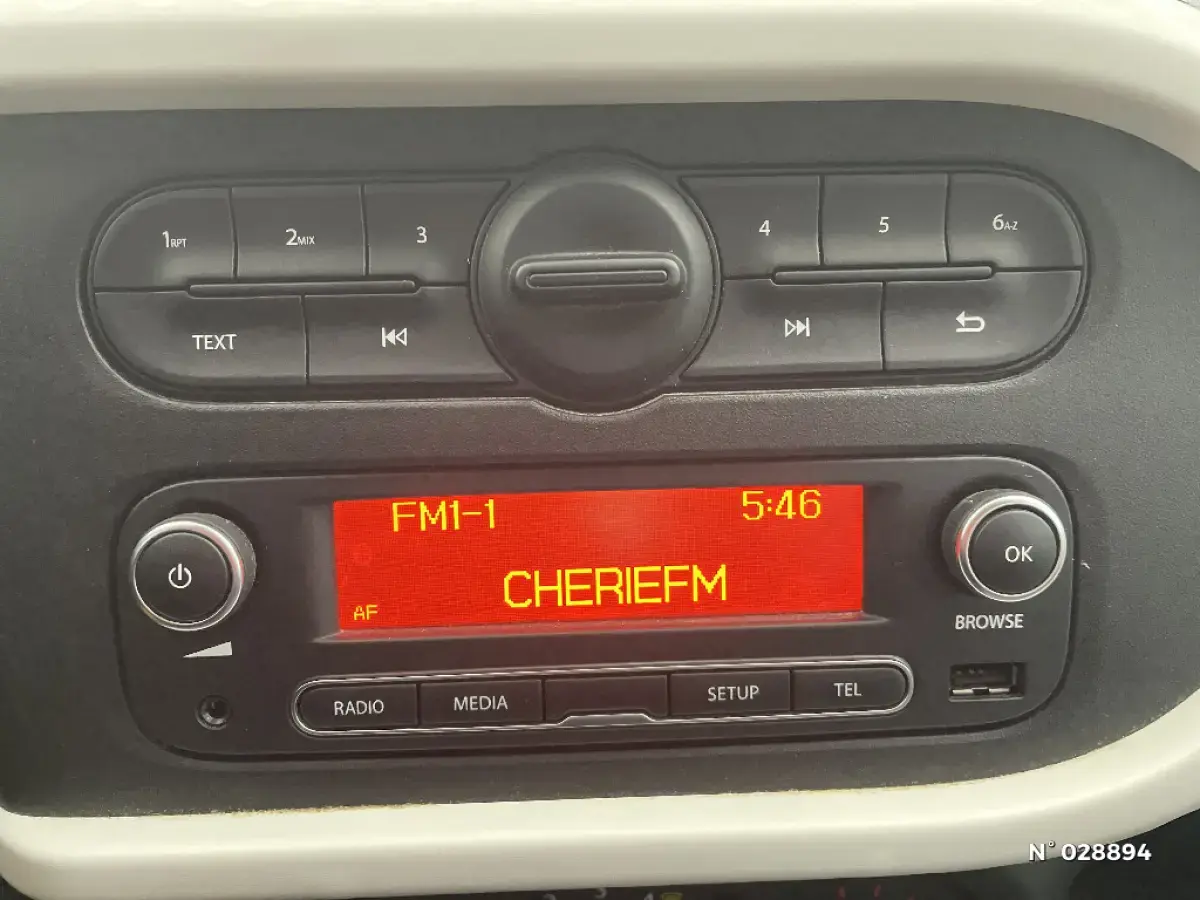 1RPT 2MIX 3 4 5 6A-Z
TEXT
FM1-1 5:46
CHERIEFM
AF
OK
BROWSE
RADIO MEDIA SETUP TEL
N° 028894